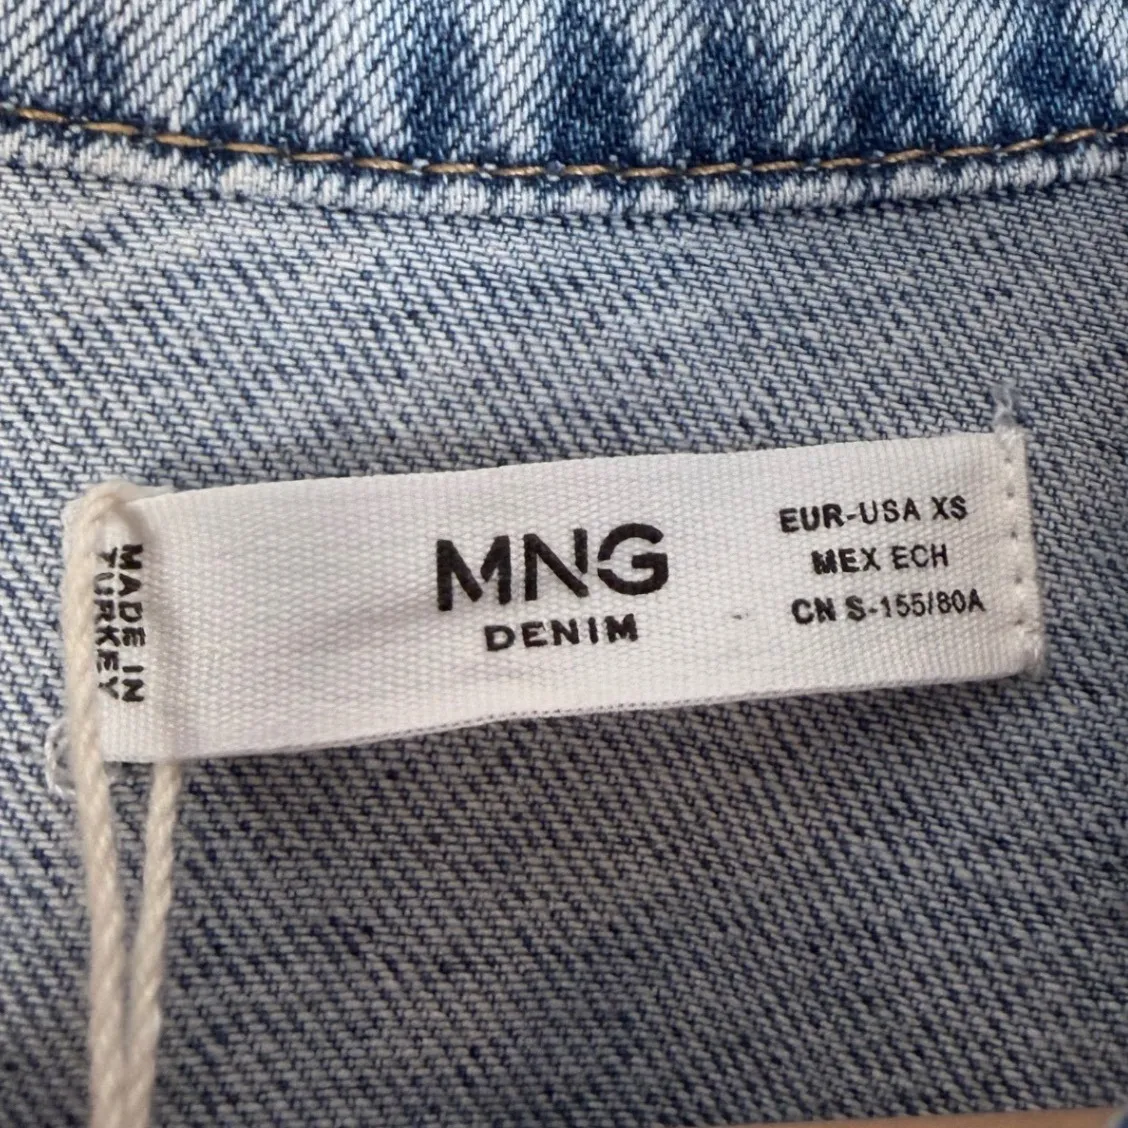 MADE IN
TURKEY
MNG
DENIM
EUR-USA XS
MEX ECH
CN S-155/80A